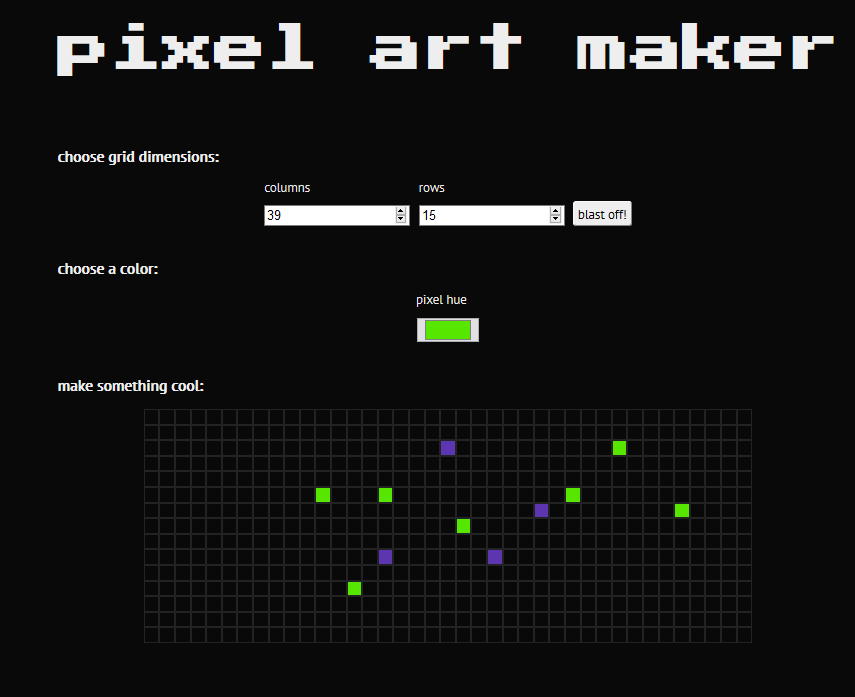 pixel art maker
choose grid dimensions:
columns rows
39 15 blast off!
choose a color:
pixel hue
make something cool: